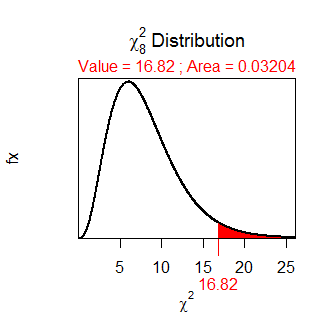 χ²₈ Distribution
Value = 16.82 ; Area = 0.03204
fx
5 10 15 20 25
16.82
χ²